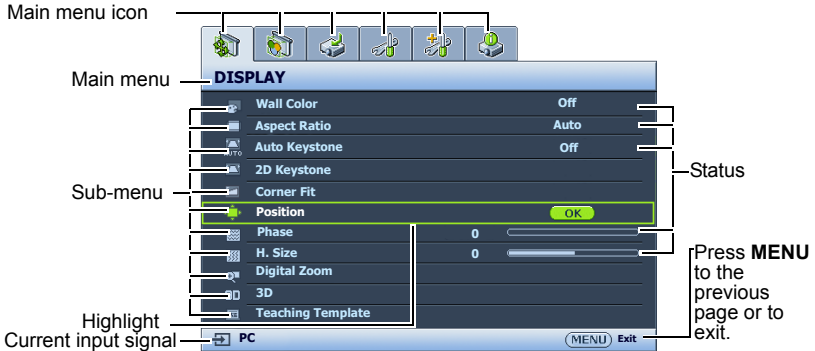 Main menu icon
Main menu
DISPLAY
Wall Color Off
Aspect Ratio Auto
AUTO
Auto Keystone Off
2D Keystone
Corner Fit
Position OK
Phase 0
H. Size 0
Digital Zoom
3D 3D
Teaching Template
Sub-menu
Status
Highlight
Current input signal
PC
MENU Exit
Press MENU
to the
previous
page or to
exit.